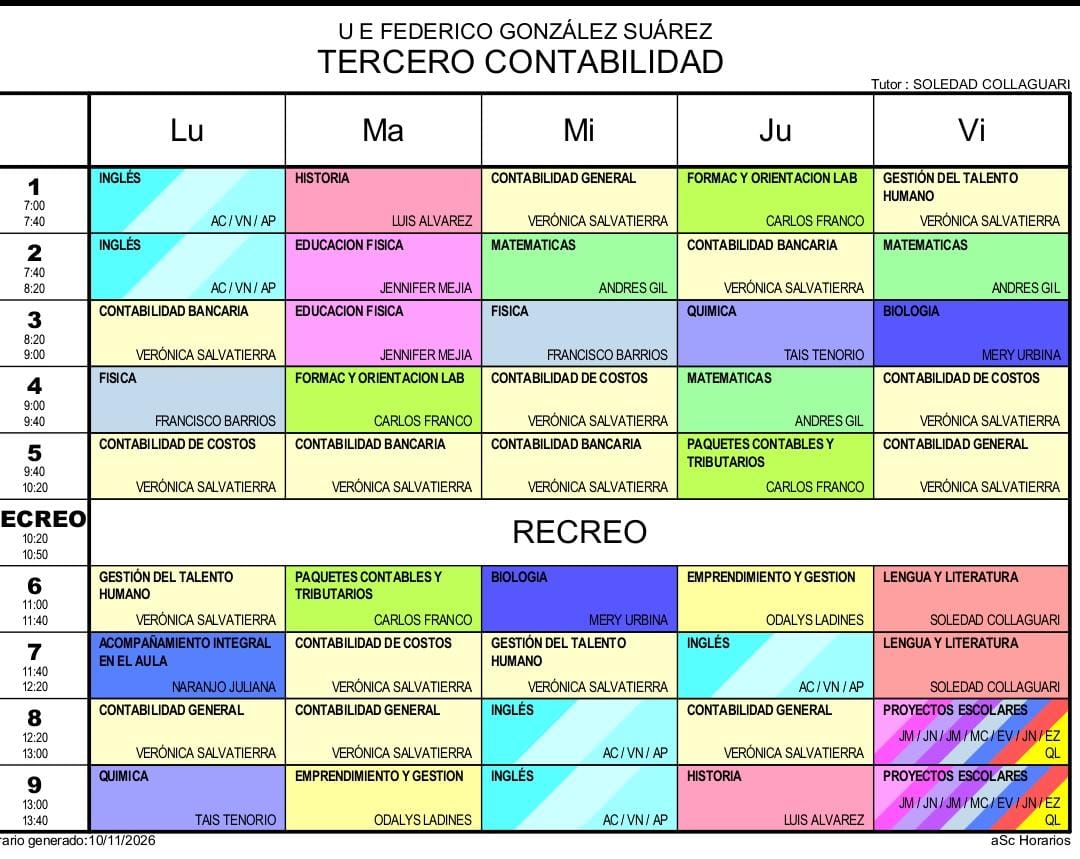 U E FEDERICO GONZÁLEZ SUÁREZ
TERCERO CONTABILIDAD
Tutor : SOLEDAD COLLAGUARI
Lu Ma Mi Ju Vi
1
7:00
7:40
INGLÉS
AC / VN / AP
HISTORIA
LUIS ALVAREZ
CONTABILIDAD GENERAL
VERÓNICA SALVATIERRA
FORMAC Y ORIENTACION LAB
CARLOS FRANCO
GESTIÓN DEL TALENTO
HUMANO
VERÓNICA SALVATIERRA
2
7:40
8:20
INGLÉS
AC / VN / AP
EDUCACION FISICA
JENNIFER MEJIA
MATEMATICAS
ANDRES GIL
CONTABILIDAD BANCARIA
VERÓNICA SALVATIERRA
MATEMATICAS
ANDRES GIL
3
8:20
9:00
CONTABILIDAD BANCARIA
VERÓNICA SALVATIERRA
EDUCACION FISICA
JENNIFER MEJIA
FISICA
FRANCISCO BARRIOS
QUIMICA
TAIS TENORIO
BIOLOGIA
MERY URBINA
4
9:00
9:40
FISICA
FRANCISCO BARRIOS
FORMAC Y ORIENTACION LAB
CARLOS FRANCO
CONTABILIDAD DE COSTOS
VERÓNICA SALVATIERRA
MATEMATICAS
ANDRES GIL
CONTABILIDAD DE COSTOS
VERÓNICA SALVATIERRA
5
9:40
10:20
CONTABILIDAD DE COSTOS
VERÓNICA SALVATIERRA
CONTABILIDAD BANCARIA
VERÓNICA SALVATIERRA
CONTABILIDAD BANCARIA
VERÓNICA SALVATIERRA
PAQUETES CONTABLES Y
TRIBUTARIOS
CARLOS FRANCO
CONTABILIDAD GENERAL
VERÓNICA SALVATIERRA
ECREO
10:20
10:50
RECREO
6
11:00
11:40
GESTIÓN DEL TALENTO
HUMANO
VERÓNICA SALVATIERRA
PAQUETES CONTABLES Y
TRIBUTARIOS
CARLOS FRANCO
BIOLOGIA
MERY URBINA
EMPRENDIMIENTO Y GESTION
ODALYS LADINES
LENGUA Y LITERATURA
SOLEDAD COLLAGUARI
7
11:40
12:20
ACOMPAÑAMIENTO INTEGRAL
EN EL AULA
NARANJO JULIANA
CONTABILIDAD DE COSTOS
VERÓNICA SALVATIERRA
GESTIÓN DEL TALENTO
HUMANO
VERÓNICA SALVATIERRA
INGLÉS
AC / VN / AP
LENGUA Y LITERATURA
SOLEDAD COLLAGUARI
8
12:20
13:00
CONTABILIDAD GENERAL
VERÓNICA SALVATIERRA
CONTABILIDAD GENERAL
VERÓNICA SALVATIERRA
INGLÉS
AC / VN / AP
CONTABILIDAD GENERAL
VERÓNICA SALVATIERRA
PROYECTOS ESCOLARES
JM / JN / JM / MC / EV / JN / EZ
QL
9
13:00
13:40
QUIMICA
TAIS TENORIO
EMPRENDIMIENTO Y GESTION
ODALYS LADINES
INGLÉS
AC / VN / AP
HISTORIA
LUIS ALVAREZ
PROYECTOS ESCOLARES
JM / JN / JM / MC / EV / JN / EZ
QL
rario generado:10/11/2026
aSc Horarios